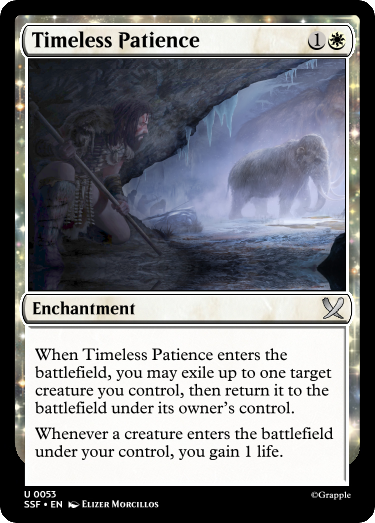 Timeless Patience 1
Enchantment
When Timeless Patience enters the
battlefield, you may exile up to one target
creature you control, then return it to the
battlefield under its owner's control.
Whenever a creature enters the battlefield
under your control, you gain 1 life.
U 0053
SSF • EN Elizer Morcillos
©Grapple